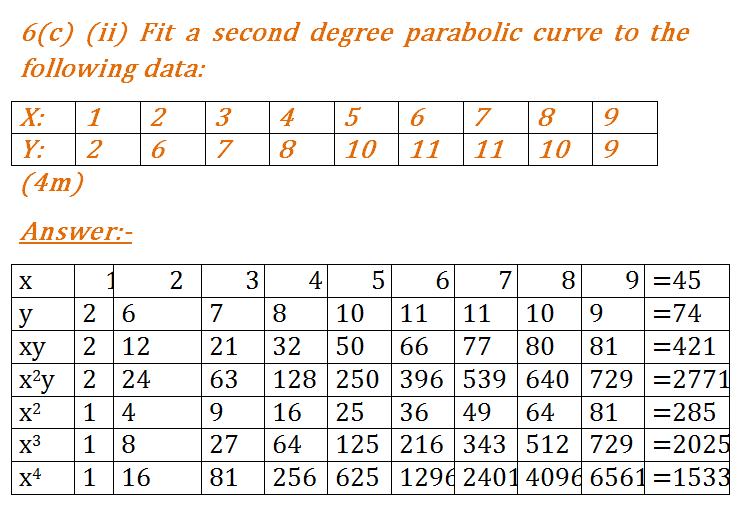 6(c) (ii) Fit a second degree parabolic curve to the
following data:
X: 1 2 3 4 5 6 7 8 9
Y: 2 6 7 8 10 11 11 10 9
(4m)
Answer:-
x 1 2 3 4 5 6 7 8 9 =45
y 2 6 7 8 10 11 11 10 9 =74
xy 2 12 21 32 50 66 77 80 81 =421
x²y 2 24 63 128 250 396 539 640 729 =2771
x² 1 4 9 16 25 36 49 64 81 =285
x³ 1 8 27 64 125 216 343 512 729 =2025
x⁴ 1 16 81 256 625 1296 2401 4096 6561 =1533